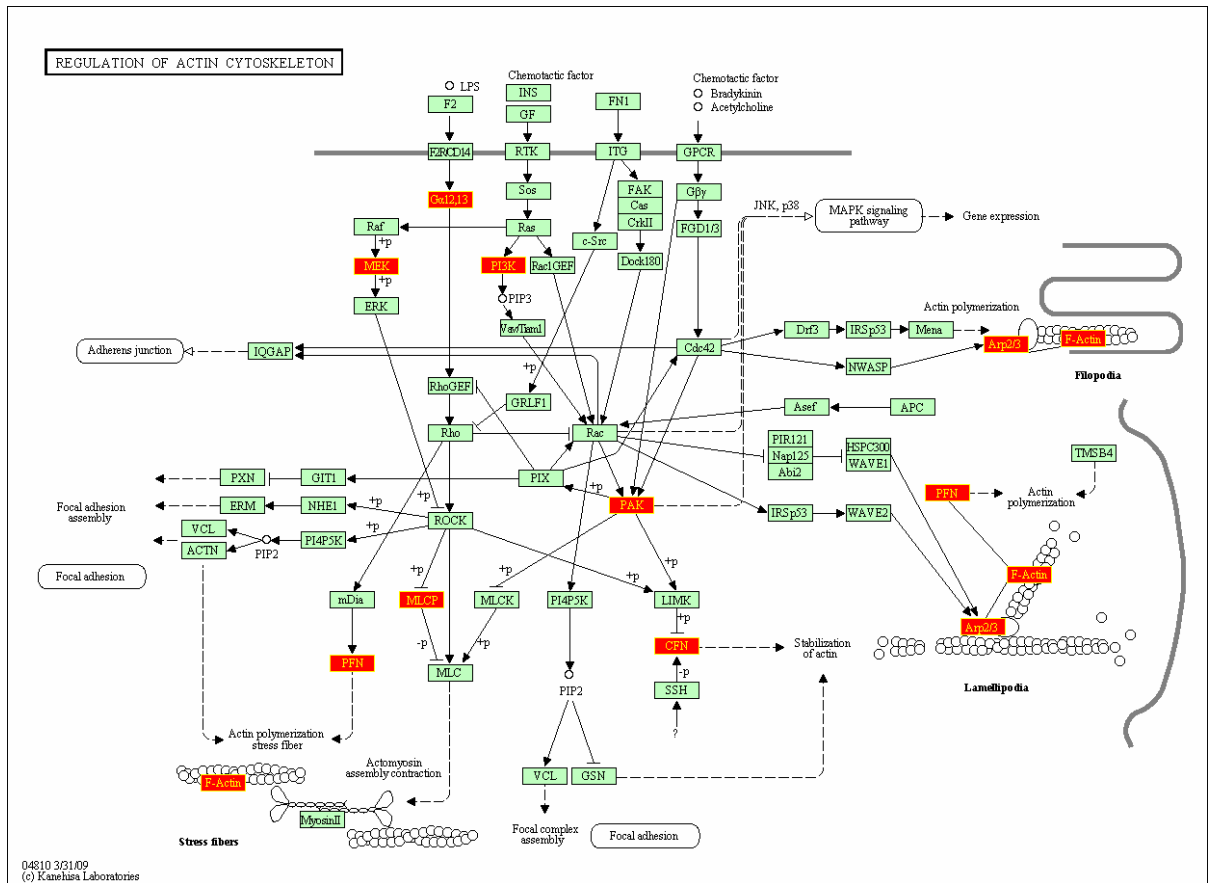 REGULATION OF ACTIN CYTOSKELETON
LPS
F2
Chemotactic factor
INS
GF
FN1
Chemotactic factor
Bradykinin
Acetylcholine
F2R/CD14
RTK
ITG
GPCR
Gα12,13
Sos
FAK
Cas
CrkII
Gβγ
JNK, p38
MAPK signaling
pathway
Gene expression
Raf
Ras
c-Src
FGD1/3
+p
MEK
PI3K
Rac1GEF
Dock180
+p
ERK
PIP3
Vav/Tiam1
Actin polymerization
Drf3
IRSp53
Mena
Arp2/3
F-Actin
Adherens junction
IQGAP
Cdc42
+p
NWASP
Filopodia
RhoGEF
GRLF1
Asef
APC
Rho
Rac
PIR121
Nap125
Abi2
HSPC300
WAVE1
TMSB4
PXN
GIT1
PIX
+p
PFN
Actin
polymerization
Focal adhesion
assembly
ERM
NHE1
+p
+p
PAK
IRSp53
WAVE2
ROCK
VCL
ACTN
PIP2
PI4P5K
+p
Focal adhesion
+p
+p
+p
+p
F-Actin
mDia
MLCP
MLCK
PI4P5K
LIMK
Arp2/3
-p
+p
+p
PFN
MLC
CFN
Stabilization
of actin
-p
PIP2
SSH
Lamellipodia
?
Actin polymerization
stress fiber
Actomyosin
assembly contraction
F-Actin
VCL
GSN
MyosinII
Stress fibers
Focal complex
assembly
Focal adhesion
04810 3/31/09
(c) Kanehisa Laboratories